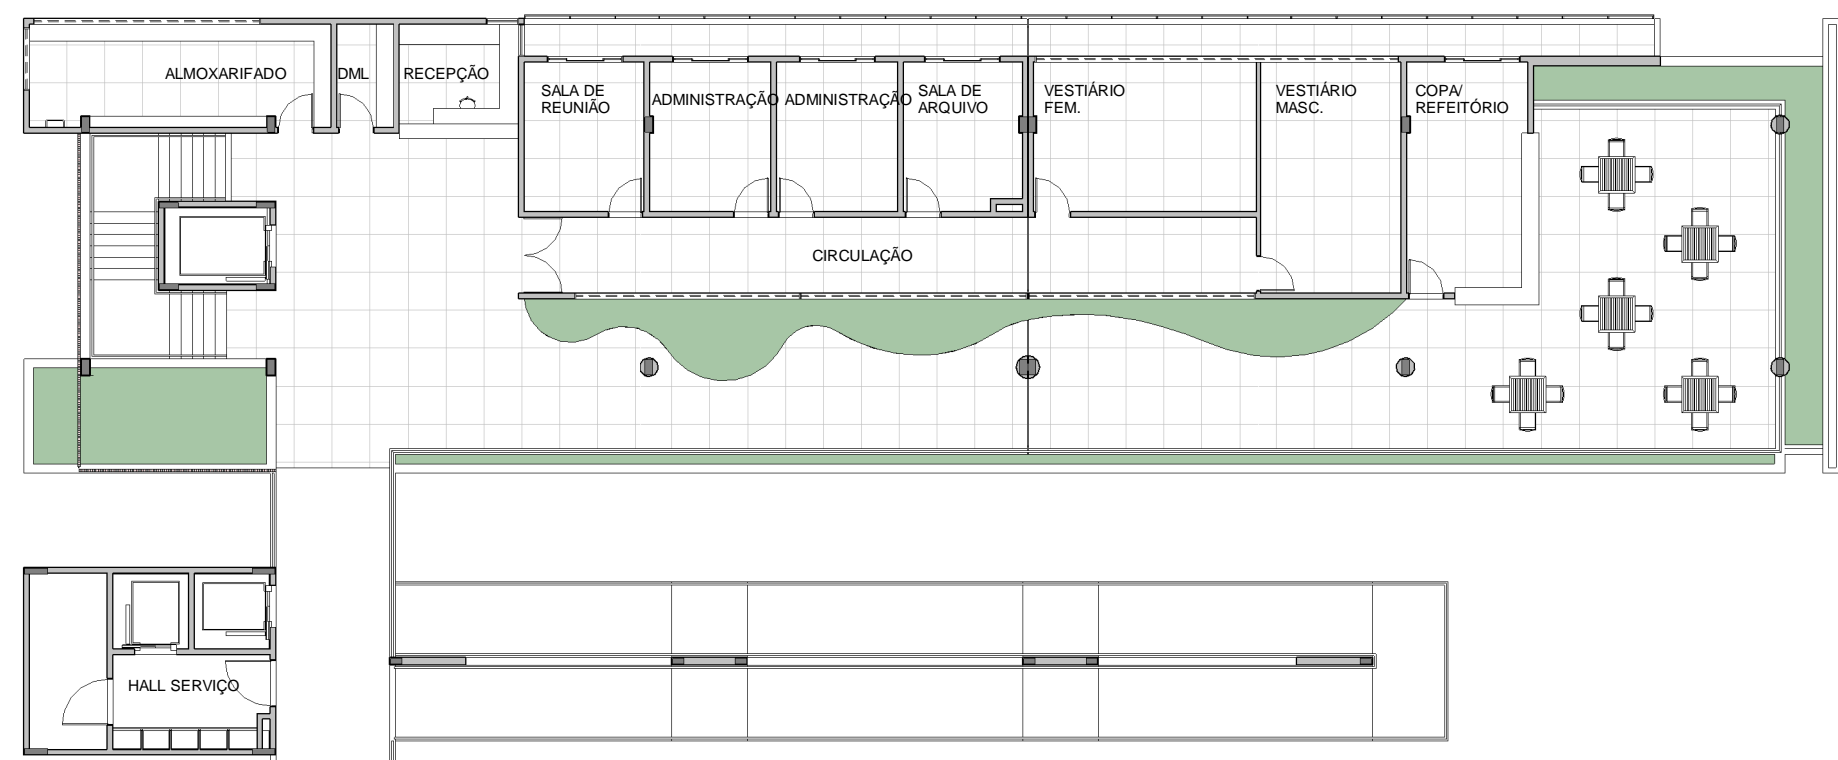 ALMOXARIFADO
DML
RECEPÇÃO
SALA DE
REUNIÃO
ADMINISTRAÇÃO
ADMINISTRAÇÃO
SALA DE
ARQUIVO
VESTIÁRIO
FEM.
VESTIÁRIO
MASC.
COPA/
REFEITÓRIO
CIRCULAÇÃO
HALL SERVIÇO